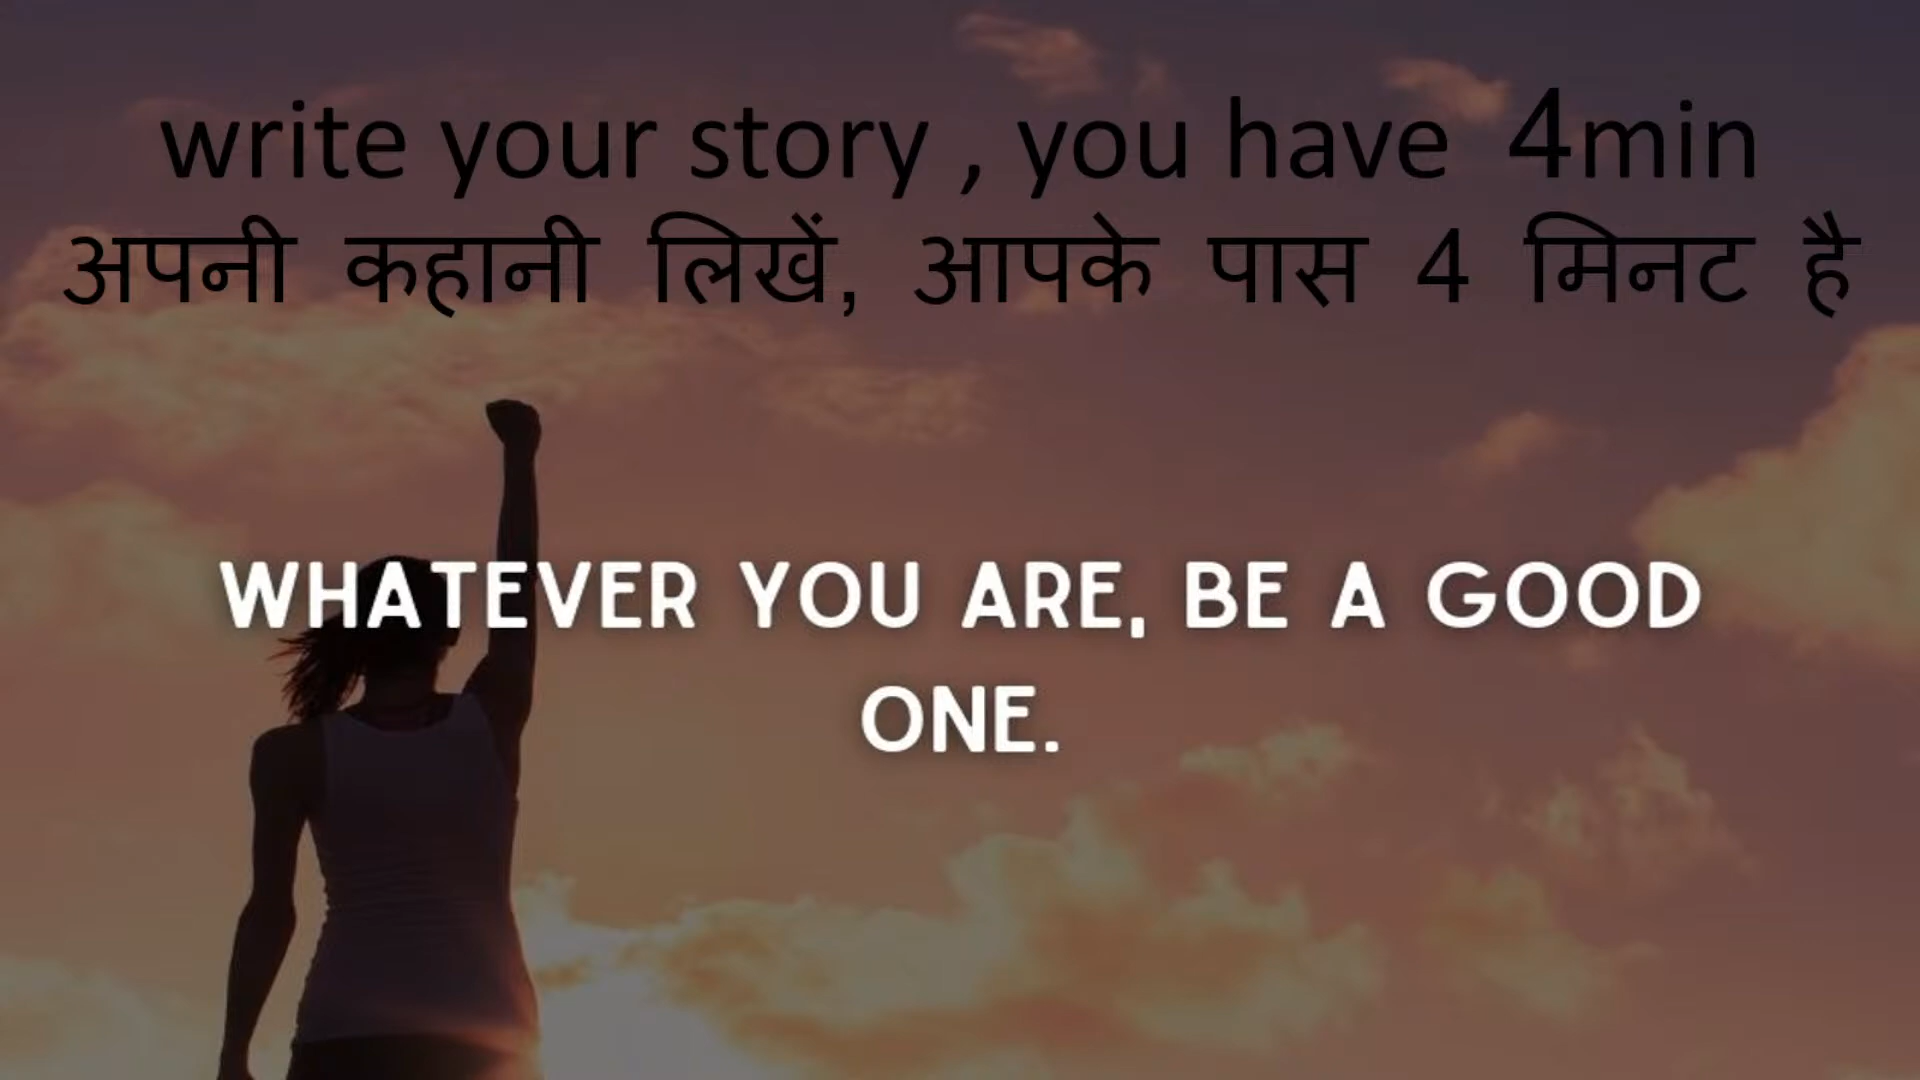 write your story , you have 4min
अपनी कहानी लिखें, आपके पास 4 मिनट है
WHATEVER YOU ARE, BE A GOOD
ONE.